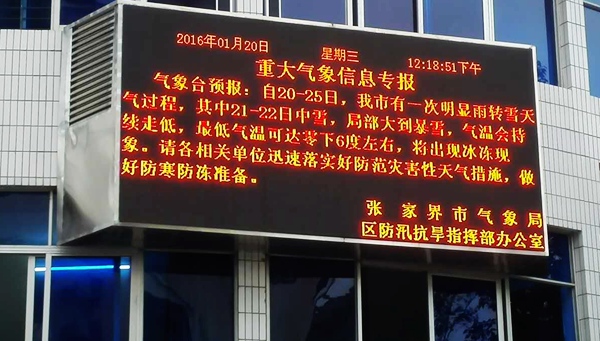 2016年01月20日 星期三 12:18:51下午
重大气象信息专报
气象台预报：自20-25日，我市有一次明显雨转雪天
气过程，其中21-22日中雪，局部大到暴雪，气温会持
续走低，最低气温可达零下6度左右，将出现冰冻现
象。请各相关单位迅速落实好防范灾害性天气措施，做
好防寒防冻准备。
张家界市气象局
区防汛抗旱指挥部办公室